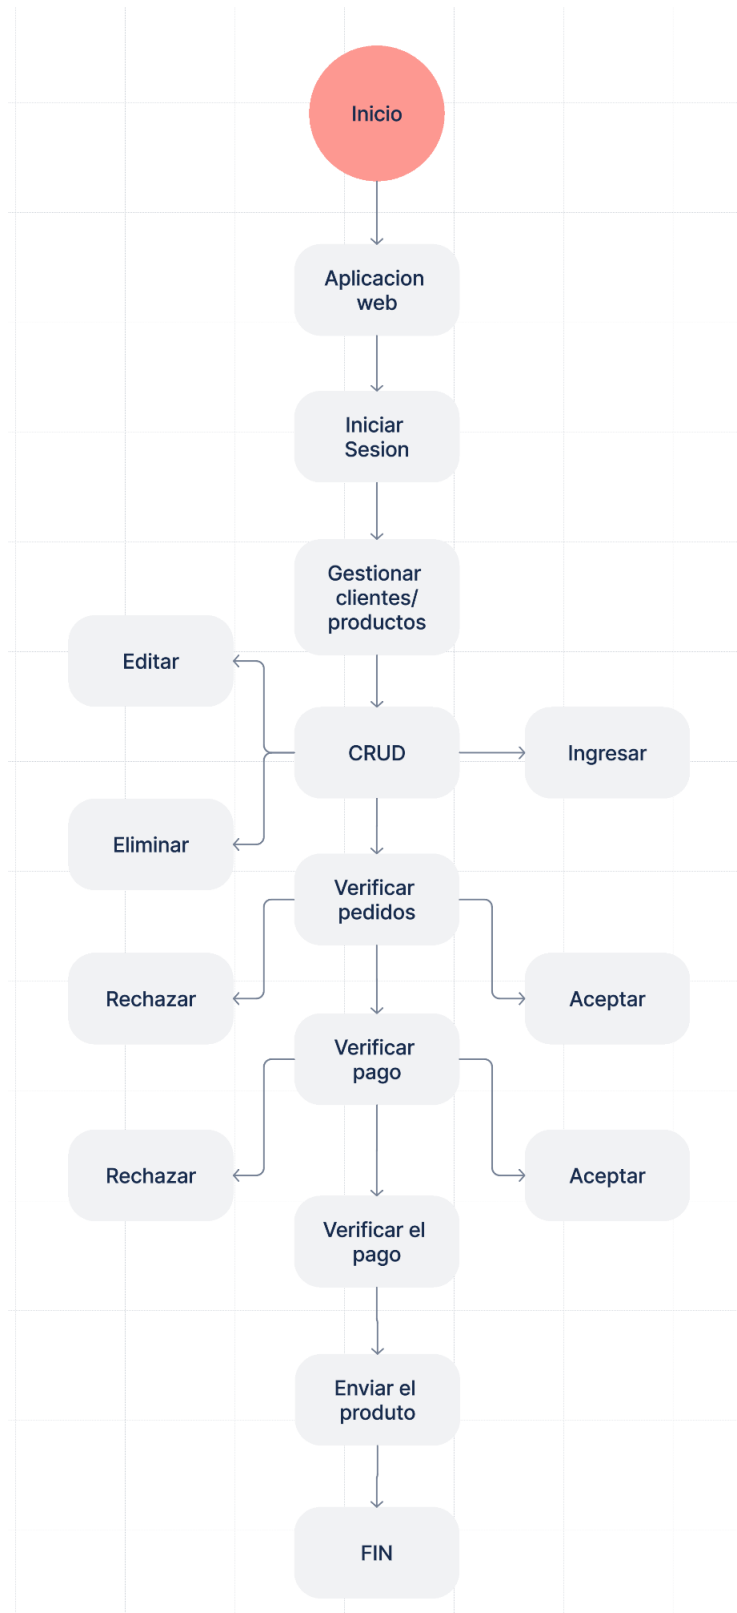 Inicio
Aplicacion
web
Iniciar
Sesion
Gestionar
clientes/
productos
Editar
CRUD
Ingresar
Eliminar
Verificar
pedidos
Rechazar
Aceptar
Verificar
pago
Rechazar
Aceptar
Verificar el
pago
Enviar el
produto
FIN